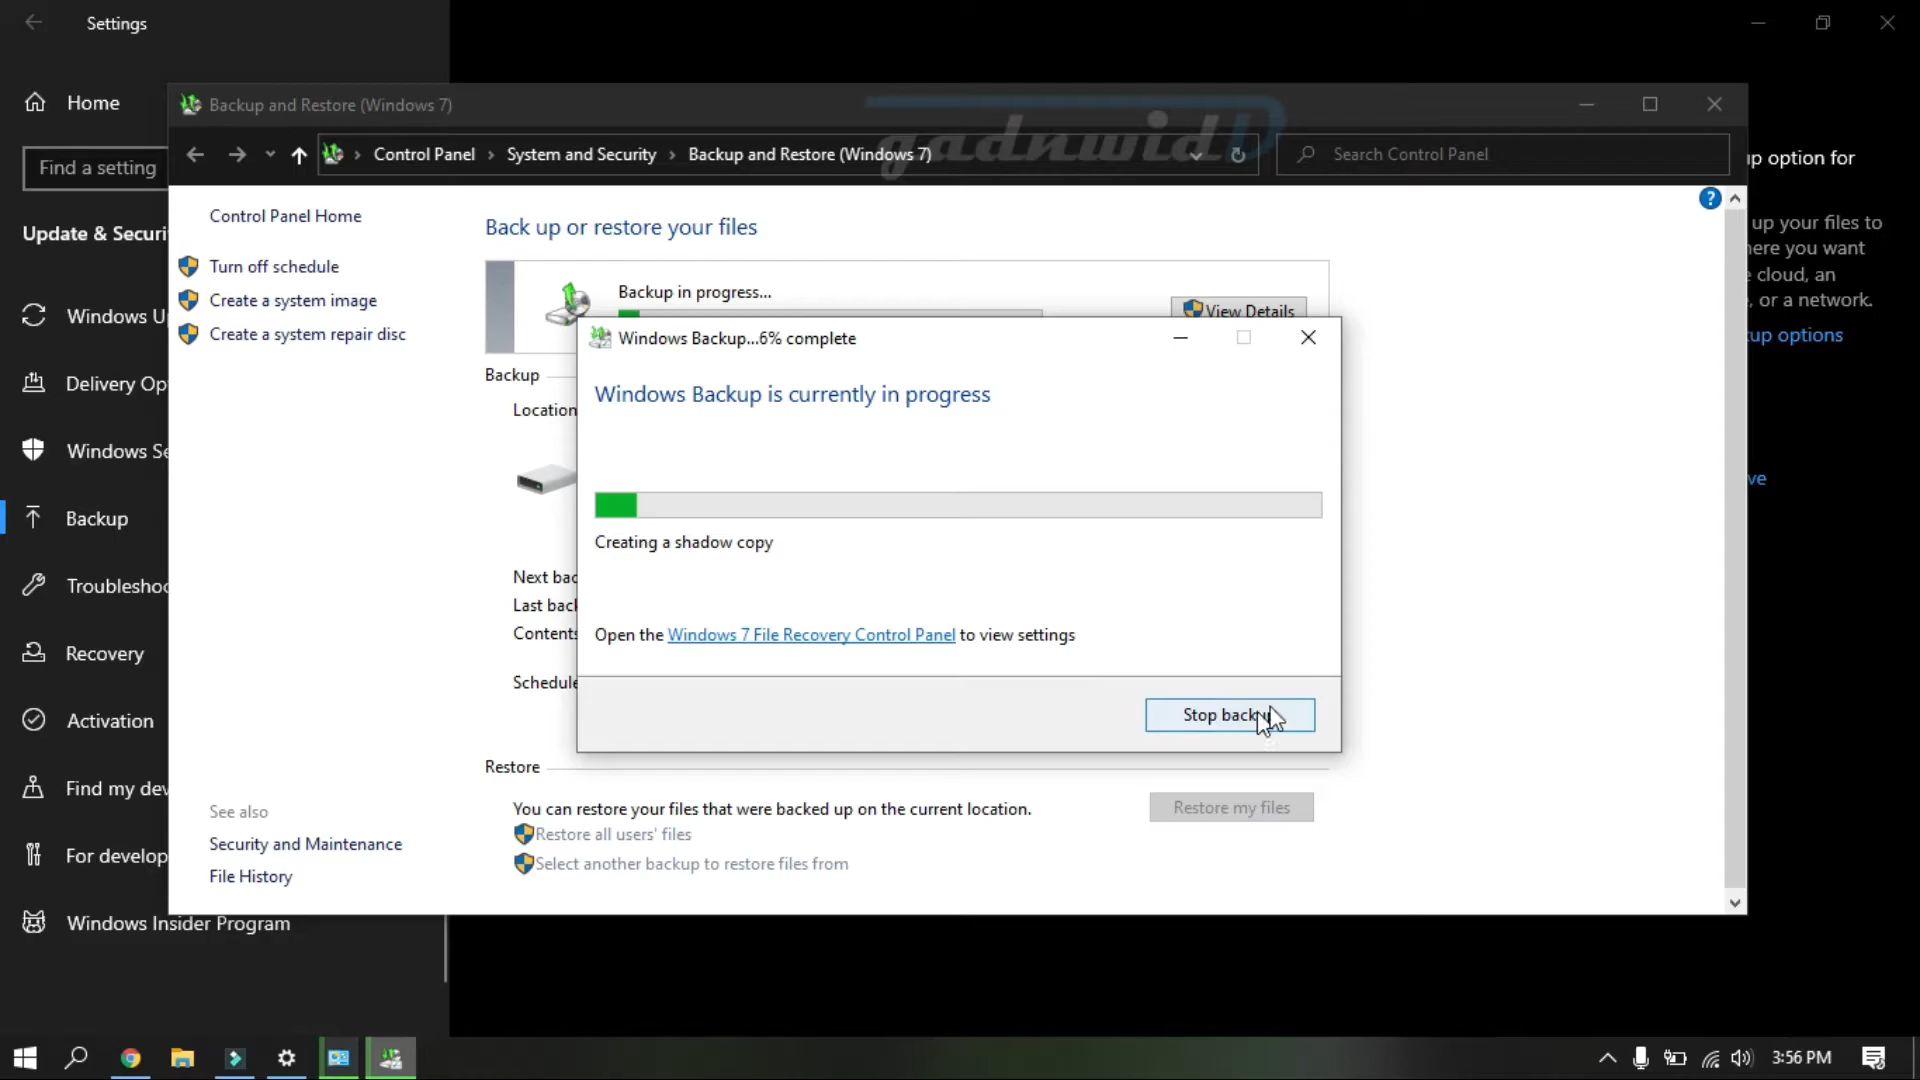 Settings
Home
Find a setting
Update & Securi
Windows U
Delivery Op
Windows Se
Backup
Troubleshoo
Recovery
Activation
Find my dev
For develop
Windows Insider Program
Backup and Restore (Windows 7)
gadnwid
Control Panel › System and Security › Backup and Restore (Windows 7)
Search Control Panel
Control Panel Home
Turn off schedule
Create a system image
Create a system repair disc
See also
Security and Maintenance
File History
Back up or restore your files
Backup in progress...
View Details
Backup
Location
Next bac
Last back
Contents
Schedule
Windows Backup...6% complete
Windows Backup is currently in progress
Creating a shadow copy
Open the Windows 7 File Recovery Control Panel to view settings
Stop backup
Restore
You can restore your files that were backed up on the current location.
Restore my files
Restore all users' files
Select another backup to restore files from
?
up option for
up your files to
here you want
e cloud, an
, or a network.
kup options
ve
3:56 PM